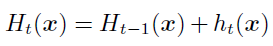 H_t(x) = H_{t-1}(x) + h_t(x)